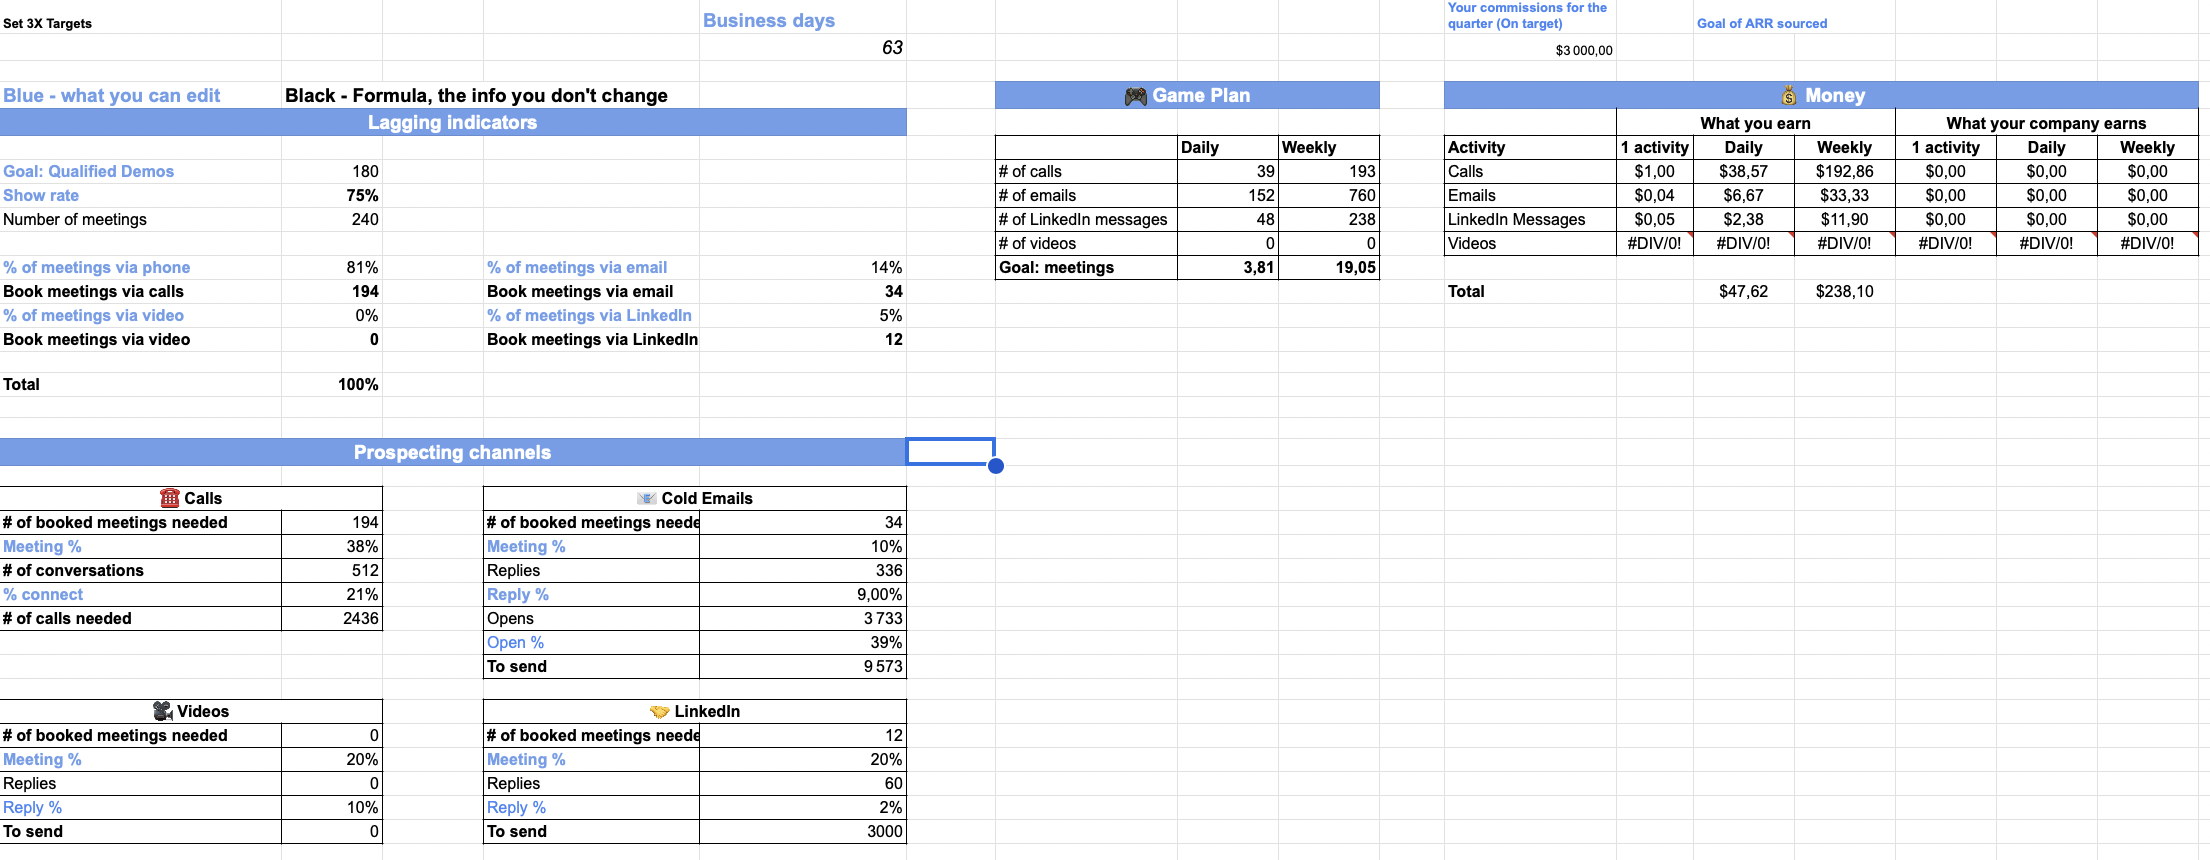 Set 3X Targets
Business days
63
Your commissions for the
quarter (On target)
Goal of ARR sourced
$3 000,00
Blue - what you can edit
Black - Formula, the info you don't change
Lagging indicators
Goal: Qualified Demos 180
Show rate 75%
Number of meetings 240
% of meetings via phone 81% % of meetings via email 14%
Book meetings via calls 194 Book meetings via email 34
% of meetings via video 0% % of meetings via LinkedIn 5%
Book meetings via video 0 Book meetings via LinkedIn 12
Total 100%
Game Plan
Daily Weekly
# of calls 39 193
# of emails 152 760
# of LinkedIn messages 48 238
# of videos 0 0
Goal: meetings 3,81 19,05
Money
What you earn What your company earns
Activity 1 activity Daily Weekly 1 activity Daily Weekly
Calls $1,00 $38,57 $192,86 $0,00 $0,00 $0,00
Emails $0,04 $6,67 $33,33 $0,00 $0,00 $0,00
LinkedIn Messages $0,05 $2,38 $11,90 $0,00 $0,00 $0,00
Videos #DIV/0! #DIV/0! #DIV/0! #DIV/0! #DIV/0! #DIV/0!
Total $47,62 $238,10
Prospecting channels
Calls
# of booked meetings needed 194
Meeting % 38%
# of conversations 512
% connect 21%
# of calls needed 2436
Cold Emails
# of booked meetings neede 34
Meeting % 10%
Replies 336
Reply % 9,00%
Opens 3 733
Open % 39%
To send 9 573
Videos
# of booked meetings needed 0
Meeting % 20%
Replies 0
Reply % 10%
To send 0
LinkedIn
# of booked meetings neede 12
Meeting % 20%
Replies 60
Reply % 2%
To send 3000